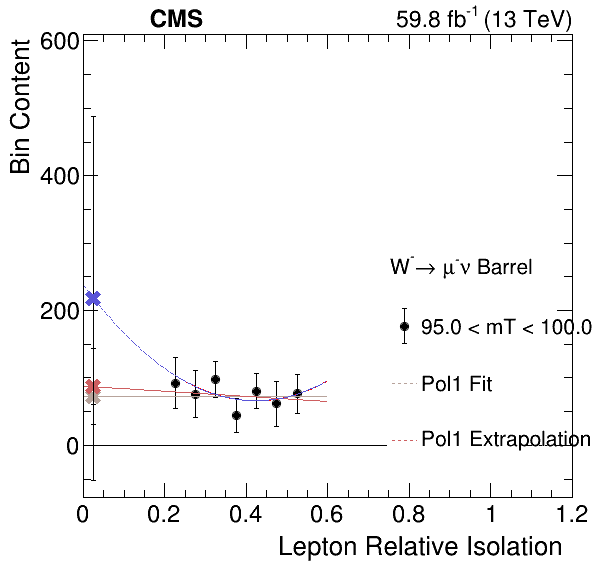 CMS
59.8 fb⁻¹ (13 TeV)
Bin Content
600
400
200
0
W⁻→ μ⁻ν Barrel
95.0 < mT < 100.0
Pol1 Fit
Pol1 Extrapolation
0 0.2 0.4 0.6 0.8 1 1.2
Lepton Relative Isolation